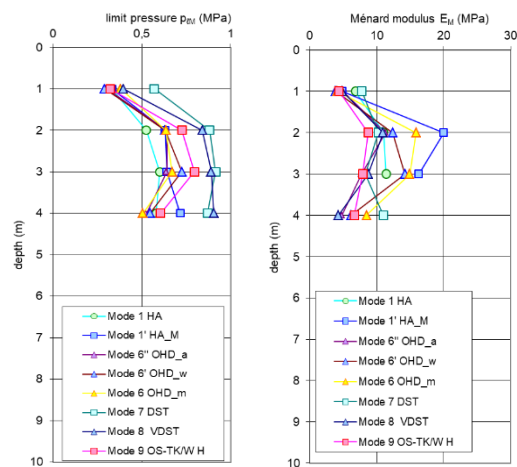 limit pressure pℓM (MPa)
0 0,5 1
0
1
2
3
4
5
6
7
8
9
10
depth (m)
Mode 1 HA
Mode 1' HA_M
Mode 6" OHD_a
Mode 6' OHD_w
Mode 6 OHD_m
Mode 7 DST
Mode 8 VDST
Mode 9 OS-TK/W H
Ménard modulus EM (MPa)
0 10 20 30
0
1
2
3
4
5
6
7
8
9
10
depth (m)
Mode 1 HA
Mode 1' HA_M
Mode 6" OHD_a
Mode 6' OHD_w
Mode 6 OHD_m
Mode 7 DST
Mode 8 VDST
Mode 9 OS-TK/W H